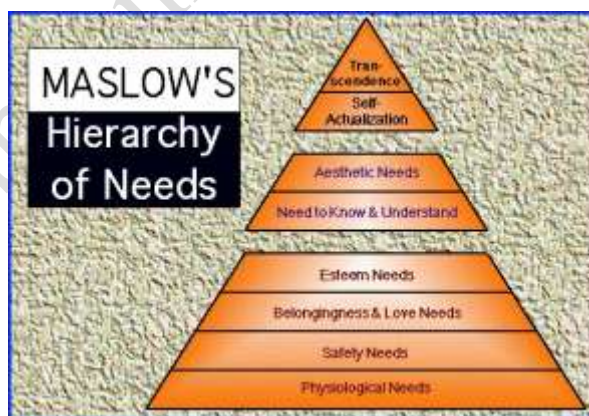 MASLOW'S
Hierarchy
of Needs
Tran-
scendence
Self-
Actualization
Aesthetic Needs
Need to Know & Understand
Esteem Needs
Belongingness & Love Needs
Safety Needs
Physiological Needs